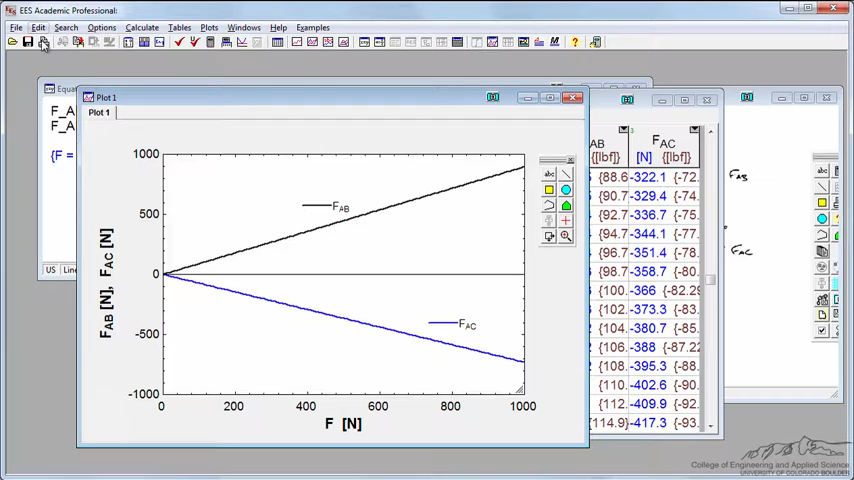 EES Academic Professional:
File Edit Search Options Calculate Tables Plots Windows Help Examples
Equa
F_A
F_A
{F =
US Line
Plot 1
Plot 1
1000
500
0
-500
-1000
F_AB [N], F_AC [N]
F_AB
F_AC
0 200 400 600 800 1000
F [N]
abc
AB
{[lbf]
F_AC
[N] {[lbf]
{88.6 -322.1 {-72.
{90.7 -329.4 {-74.
{92.7 -336.7 {-75.
{94.7 -344.1 {-77.
{96.7 -351.4 {-78.
{98.7 -358.7 {-80.
{100. -366 {-82.29
{102. -373.3 {-83.
{104. -380.7 {-85.
{106. -388 {-87.22
{108. -395.3 {-88.
{110. -402.6 {-90.
{112. -409.9 {-92.
{114.9} -417.3 {-93.
F_AB
F_AC
abc
College of Engineering and Applied Science
UNIVERSITY OF COLORADO BOULDER